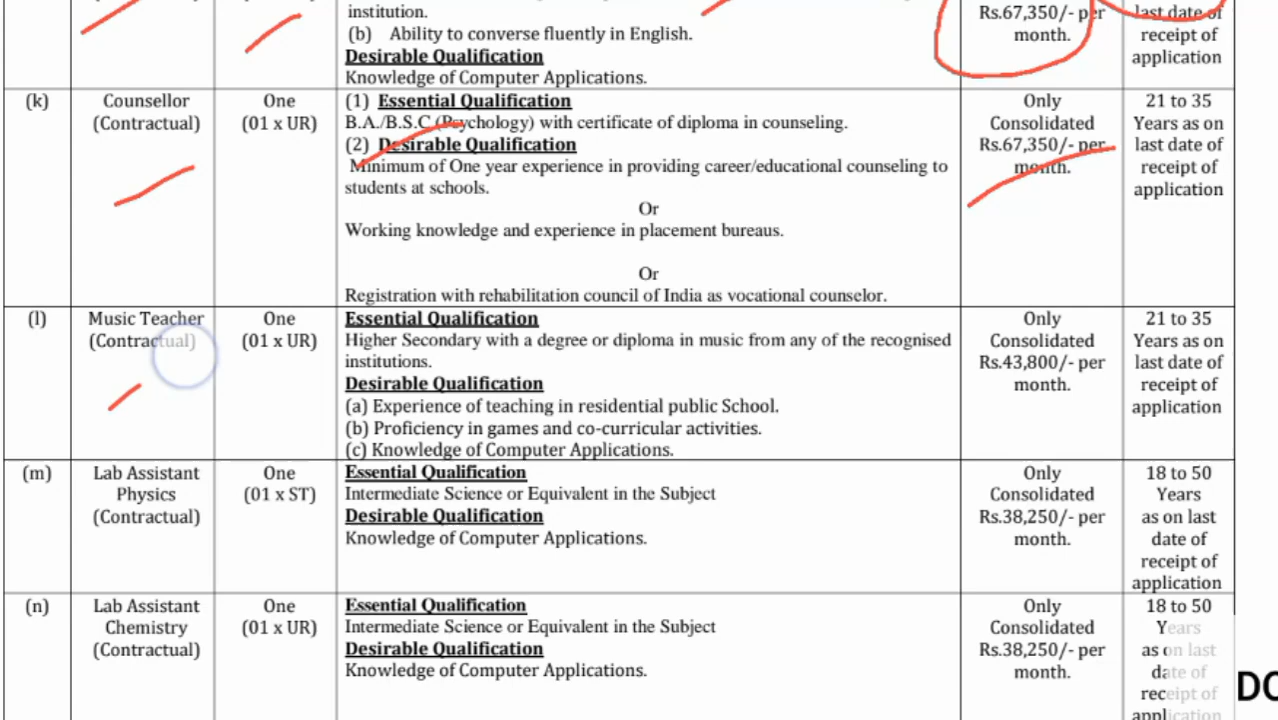 institution.
(b) Ability to converse fluently in English.
Desirable Qualification
Knowledge of Computer Applications.
Rs.67,350/- per
month.
last date of
receipt of
application
(k)
Counsellor
(Contractual)
One
(01 x UR)
(1) Essential Qualification
B.A./B.S.C (Psychology) with certificate of diploma in counseling.
(2) Desirable Qualification
Minimum of One year experience in providing career/educational counseling to
students at schools.
Or
Working knowledge and experience in placement bureaus.
Or
Registration with rehabilitation council of India as vocational counselor.
Only
Consolidated
Rs.67,350/- per
month.
21 to 35
Years as on
last date of
receipt of
application
(l)
Music Teacher
(Contractual)
One
(01 x UR)
Essential Qualification
Higher Secondary with a degree or diploma in music from any of the recognised
institutions.
Desirable Qualification
(a) Experience of teaching in residential public School.
(b) Proficiency in games and co-curricular activities.
(c) Knowledge of Computer Applications.
Only
Consolidated
Rs.43,800/- per
month.
21 to 35
Years as on
last date of
receipt of
application
(m)
Lab Assistant
Physics
(Contractual)
One
(01 x ST)
Essential Qualification
Intermediate Science or Equivalent in the Subject
Desirable Qualification
Knowledge of Computer Applications.
Only
Consolidated
Rs.38,250/- per
month.
18 to 50
Years
as on last
date of
receipt of
application
(n)
Lab Assistant
Chemistry
(Contractual)
One
(01 x UR)
Essential Qualification
Intermediate Science or Equivalent in the Subject
Desirable Qualification
Knowledge of Computer Applications.
Only
Consolidated
Rs.38,250/- per
month.
18 to 50
Years
as on last
date of
receipt of
application
DO